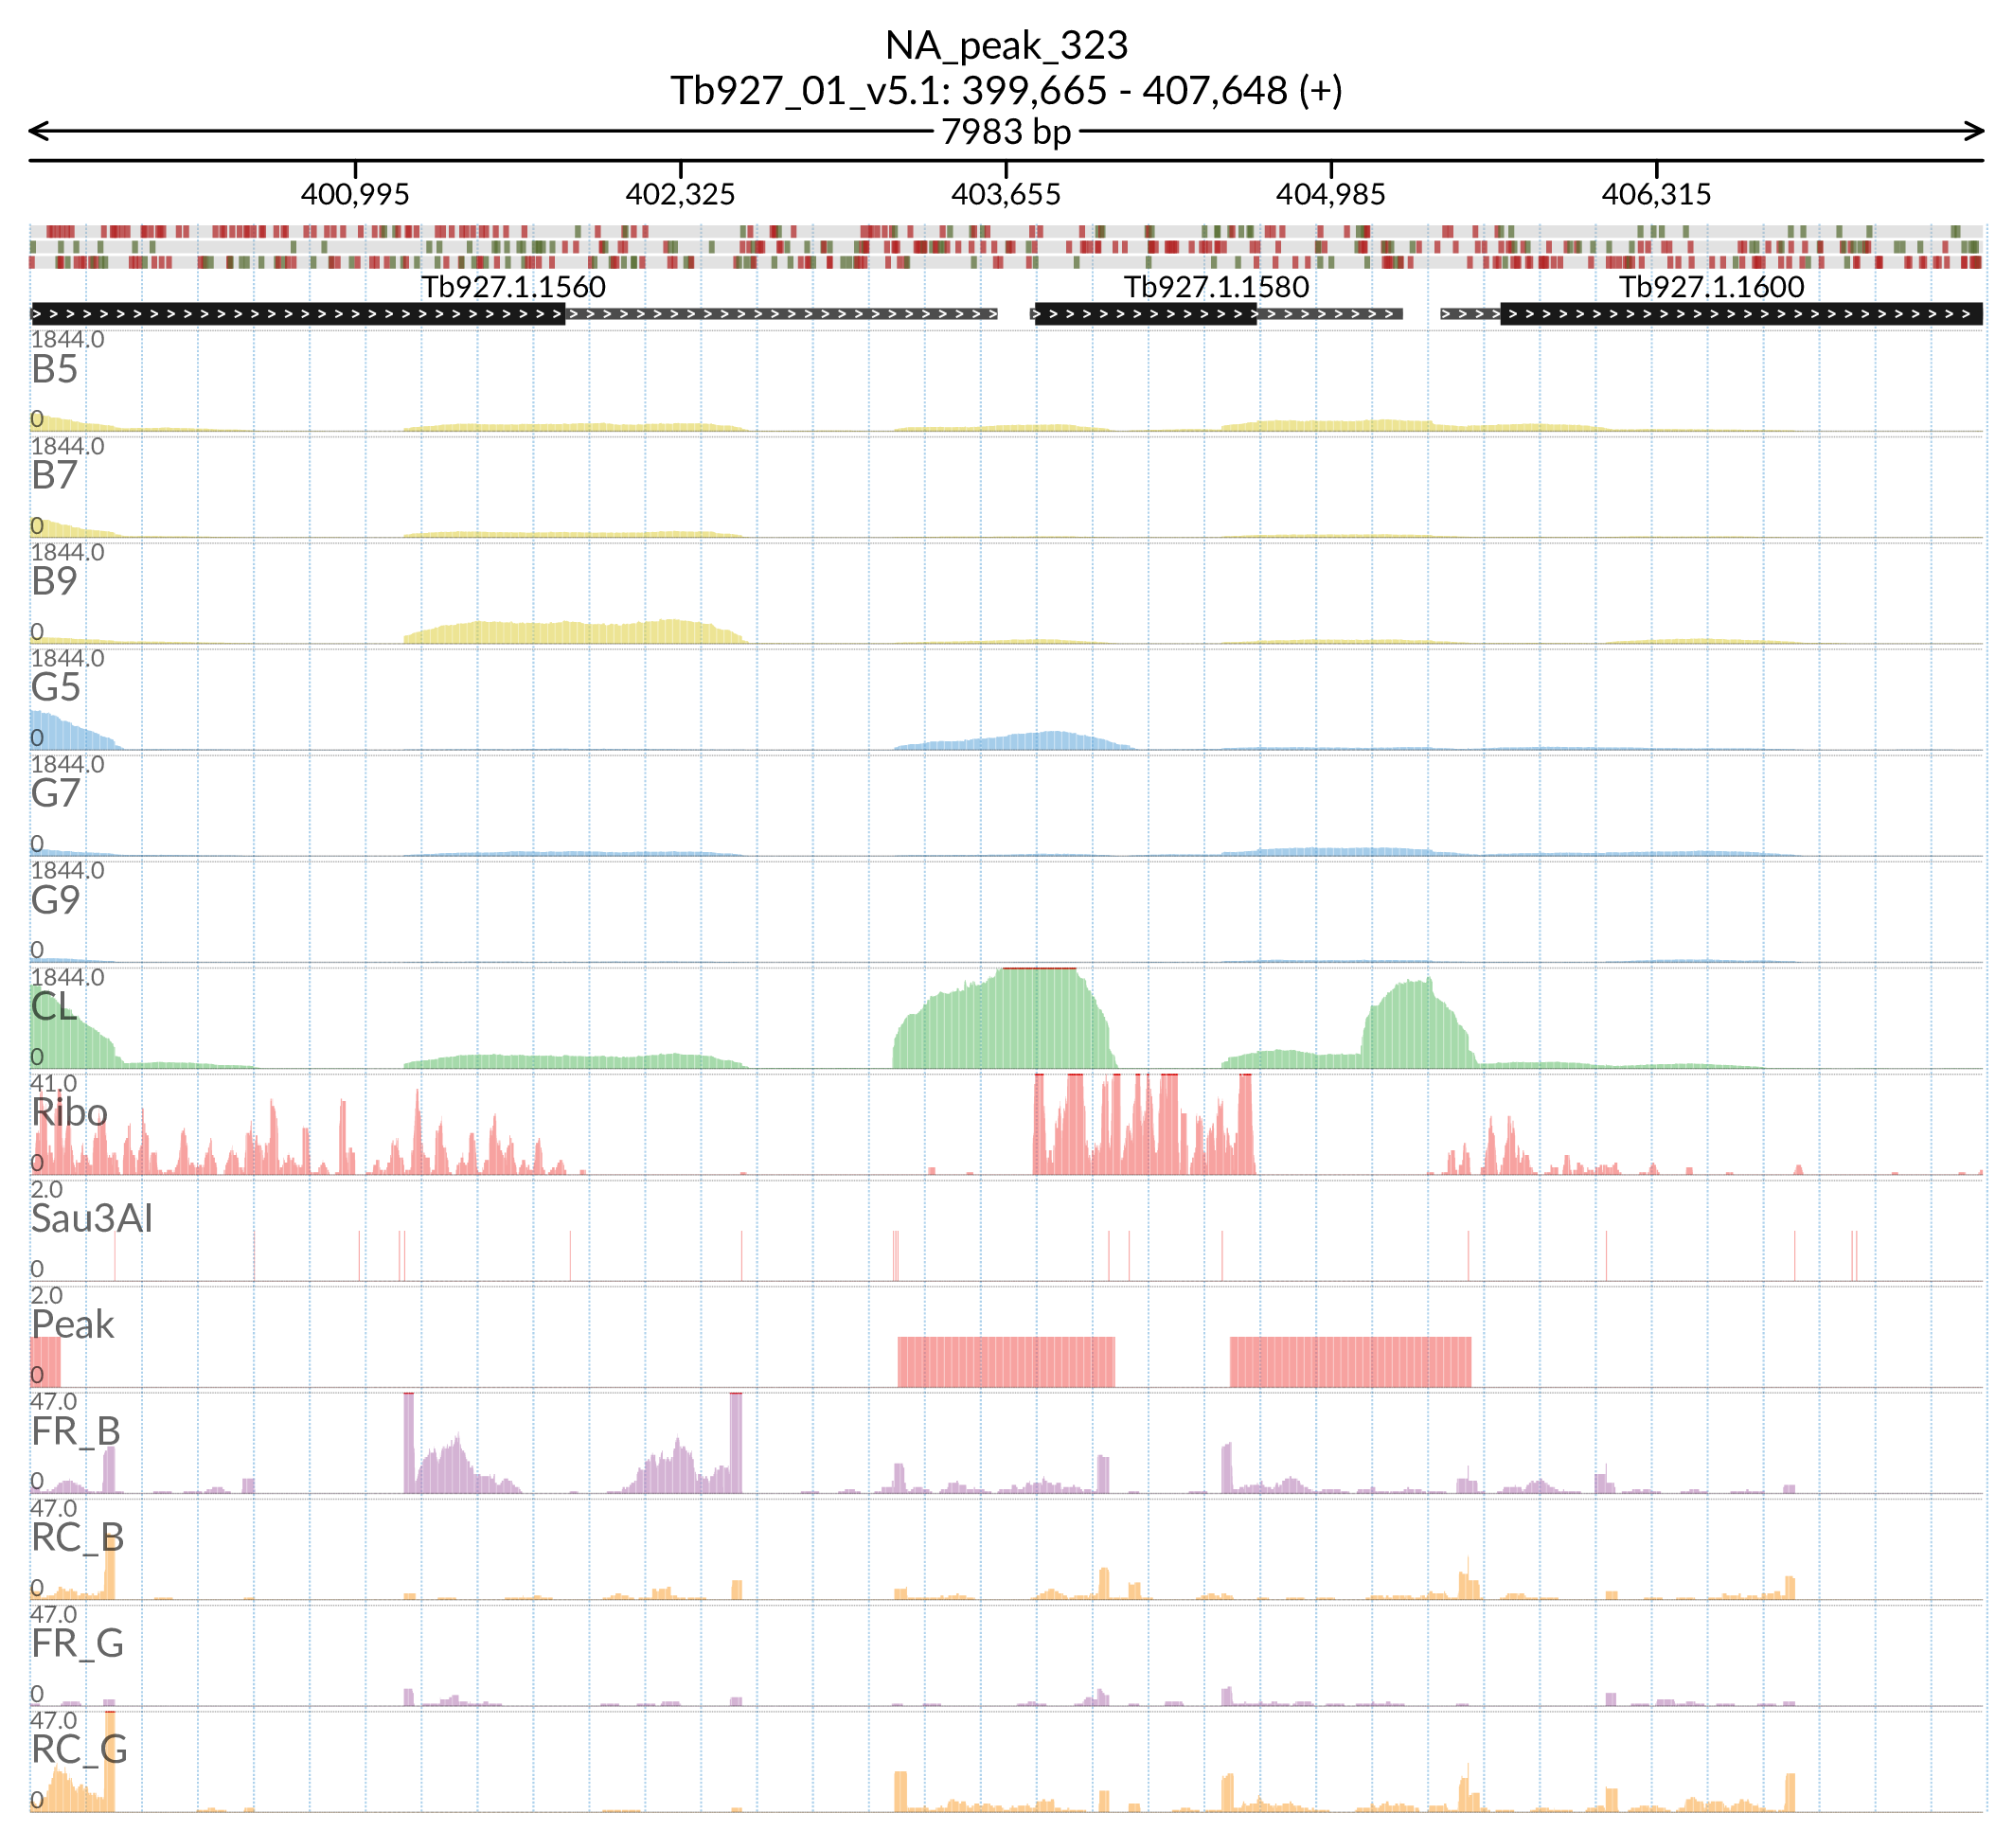 NA_peak_323
Tb927_01_v5.1: 399,665 - 407,648 (+)
7983 bp
400,995 402,325 403,655 404,985 406,315
Tb927.1.1560 Tb927.1.1580 Tb927.1.1600
1844.0
B5
0
1844.0
B7
0
1844.0
B9
0
1844.0
G5
0
1844.0
G7
0
1844.0
G9
0
1844.0
CL
0
41.0
Ribo
0
2.0
Sau3AI
0
2.0
Peak
0
47.0
FR_B
0
47.0
RC_B
0
47.0
FR_G
0
47.0
RC_G
0